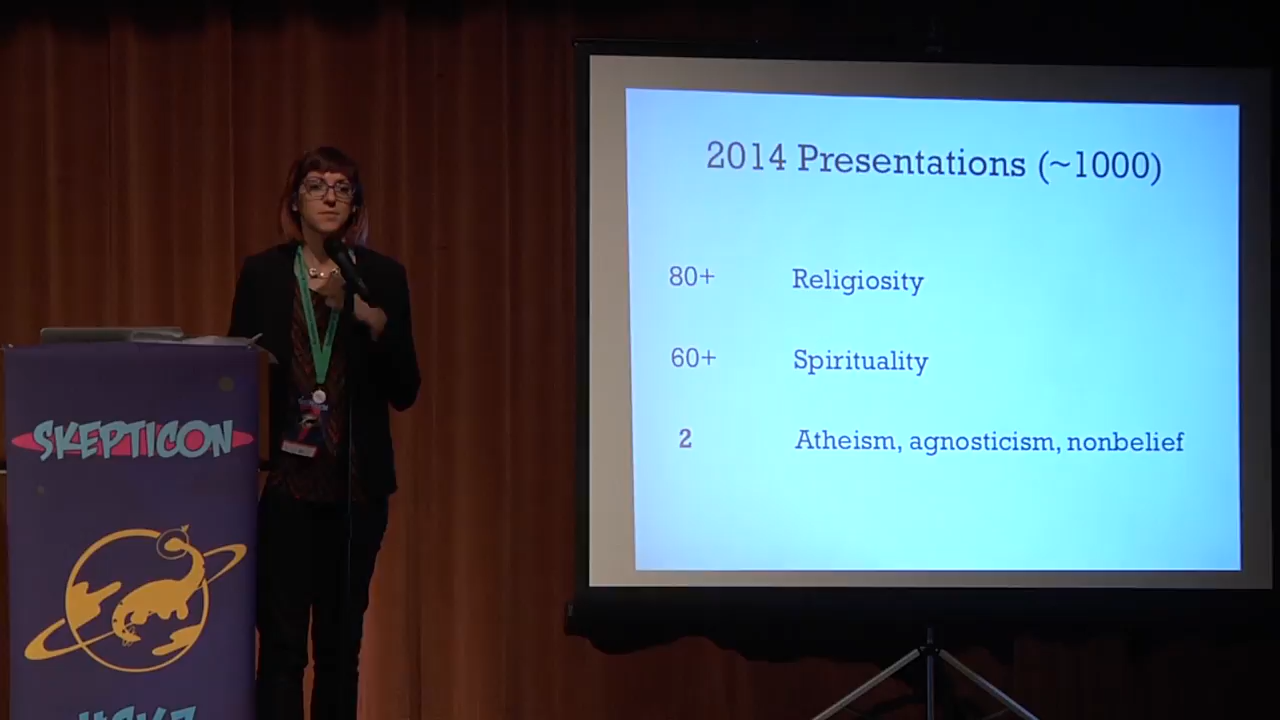 2014 Presentations (~1000)
80+ Religiosity
60+ Spirituality
2 Atheism, agnosticism, nonbelief
SKEPTICON